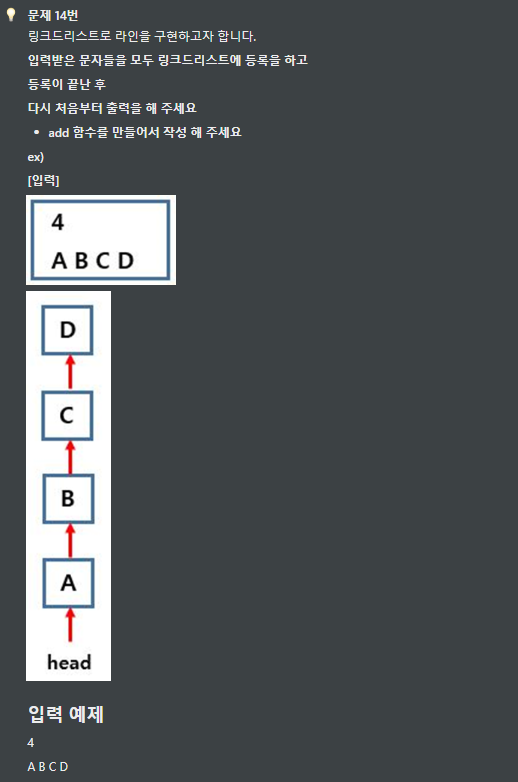 문제 14번
링크드리스트로 라인을 구현하고자 합니다.
입력받은 문자들을 모두 링크드리스트에 등록을 하고
등록이 끝난 후
다시 처음부터 출력을 해 주세요
• add 함수를 만들어서 작성 해 주세요
ex)
[입력]
4
A B C D
D
C
B
A
head
입력 예제
4
A B C D